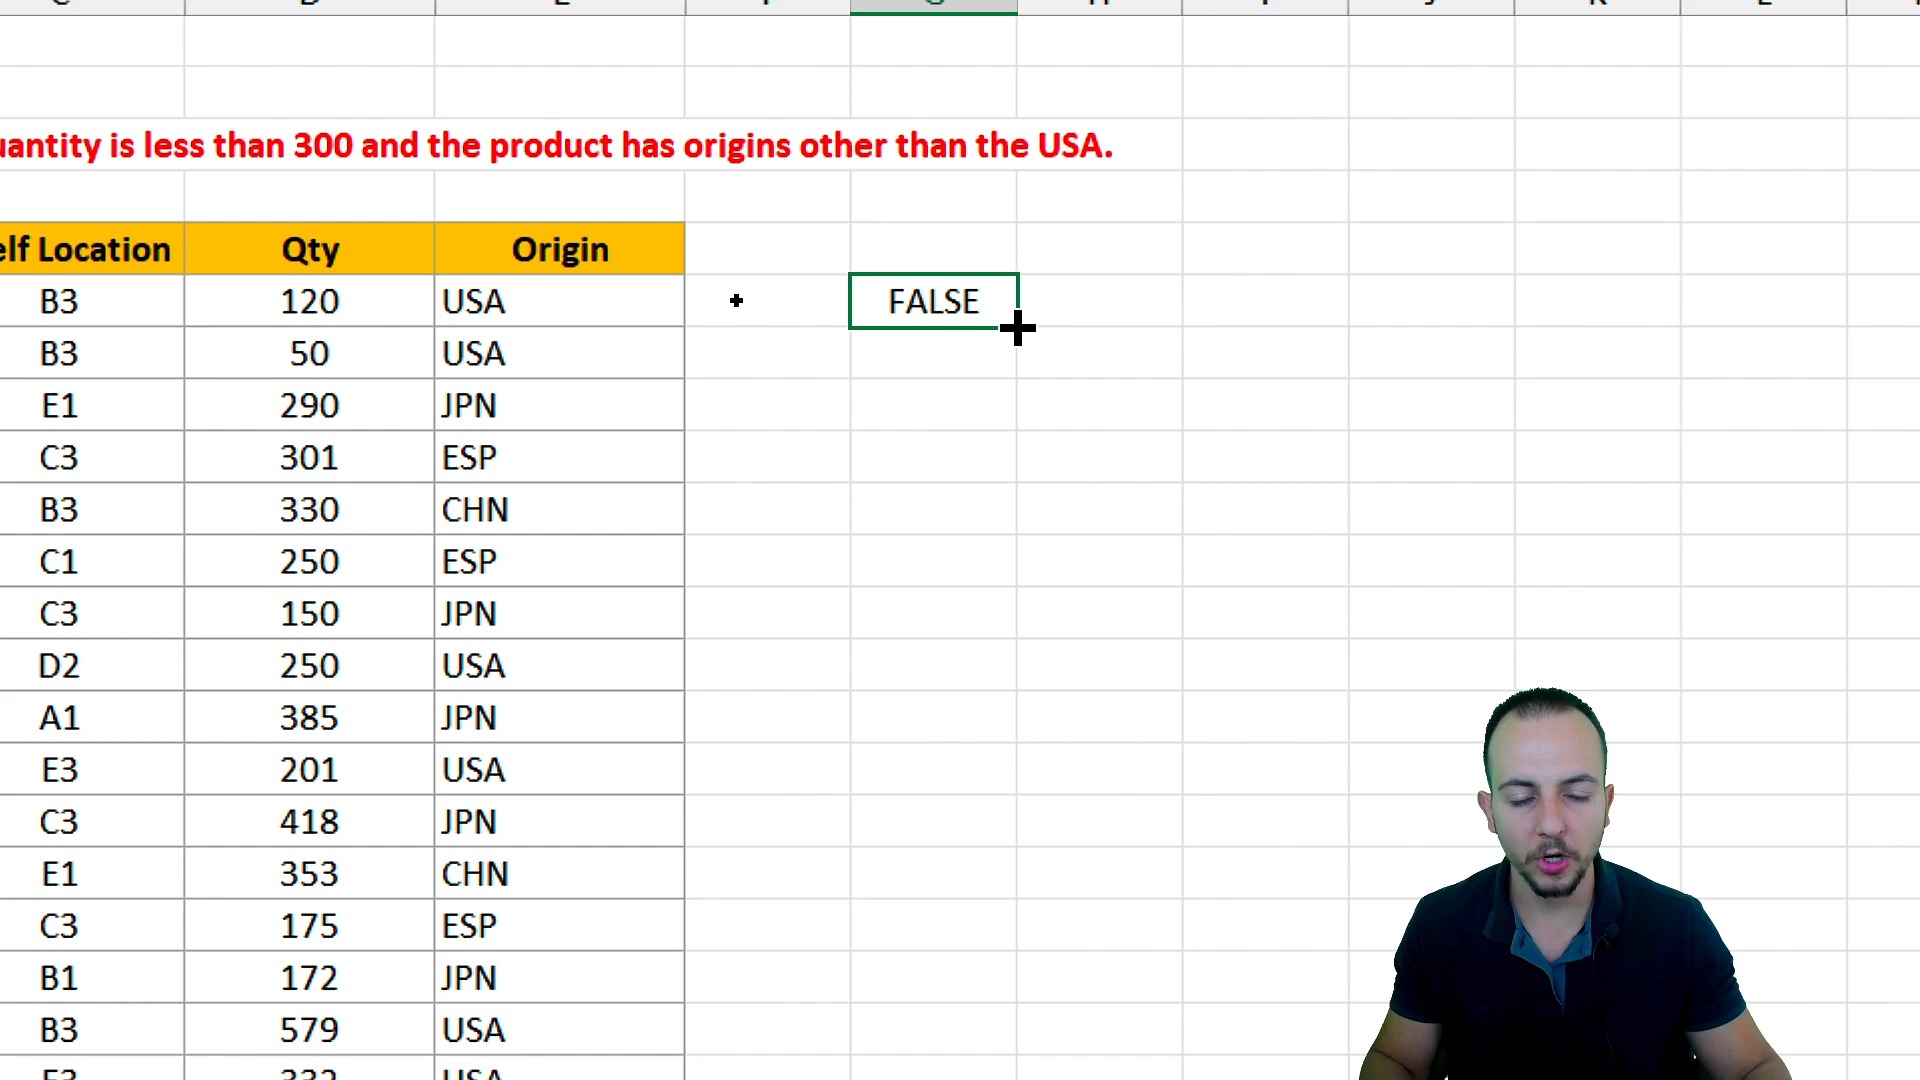 uantity is less than 300 and the product has origins other than the USA.
elf Location Qty Origin
B3 120 USA FALSE
B3 50 USA
E1 290 JPN
C3 301 ESP
B3 330 CHN
C1 250 ESP
C3 150 JPN
D2 250 USA
A1 385 JPN
E3 201 USA
C3 418 JPN
E1 353 CHN
C3 175 ESP
B1 172 JPN
B3 579 USA
332 USA